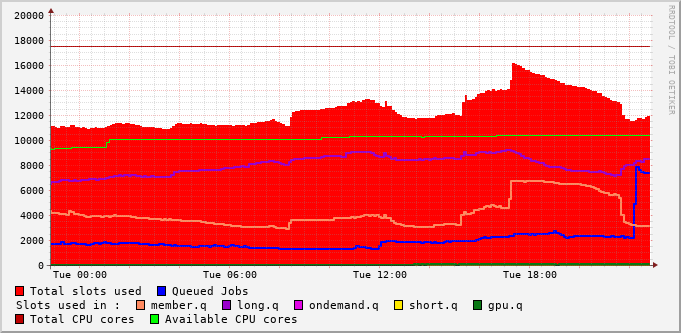 20000
18000
16000
14000
12000
10000
8000
6000
4000
2000
0
Tue 00:00 Tue 06:00 Tue 12:00 Tue 18:00
RRDTOOL / TOBI OETIKER
Total slots used Queued Jobs
Slots used in : member.q long.q ondemand.q short.q gpu.q
Total CPU cores Available CPU cores